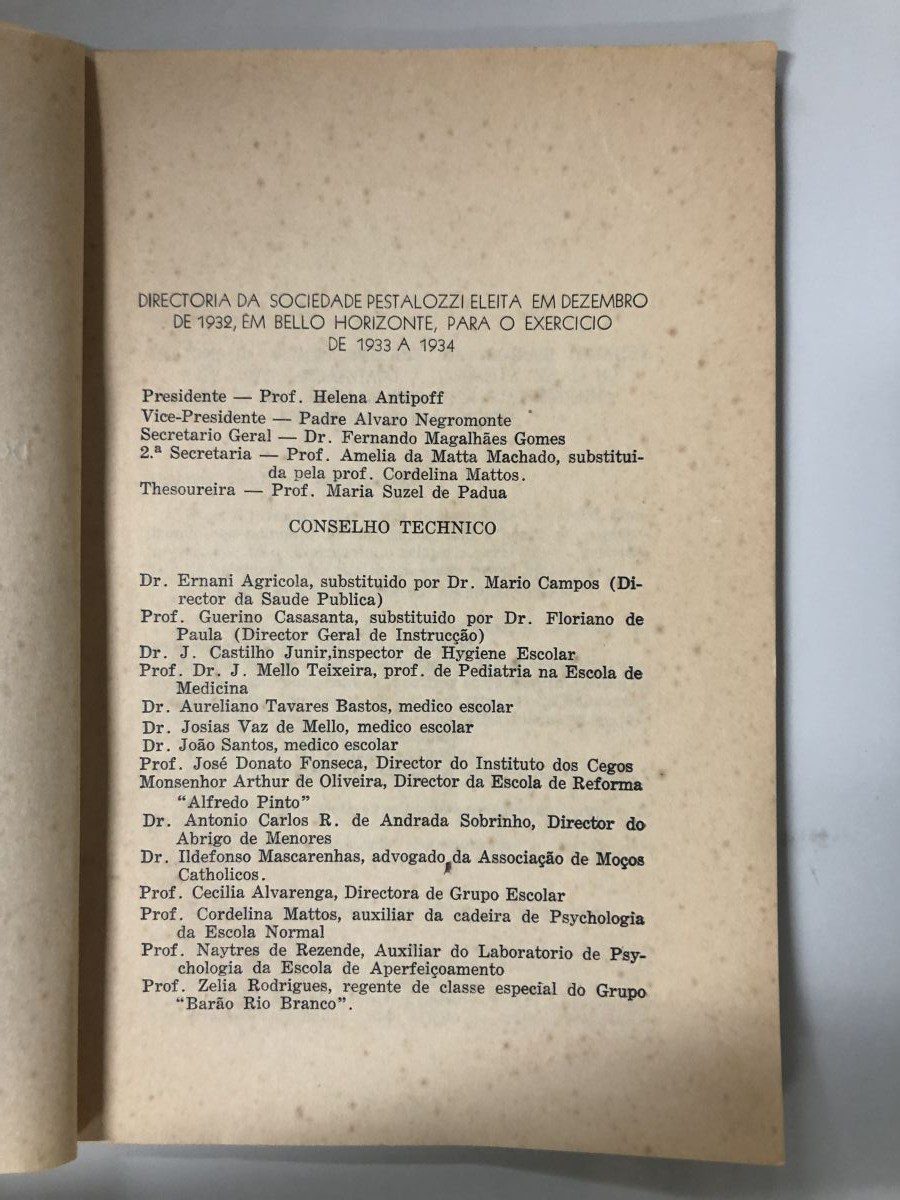 DIRECTORIA DA SOCIEDADE PESTALOZZI ELEITA EM DEZEMBRO
DE 1932, EM BELLO HORIZONTE, PARA O EXERCICIO
DE 1933 A 1934
Presidente — Prof. Helena Antipoff
Vice-Presidente — Padre Alvaro Negromonte
Secretario Geral — Dr. Fernando Magalhães Gomes
2.ª Secretaria — Prof. Amelia da Matta Machado, substitui-
da pela prof. Cordelina Mattos.
Thesoureira — Prof. Maria Suzel de Padua
CONSELHO TECHNICO
Dr. Ernani Agricola, substituido por Dr. Mario Campos (Di-
rector da Saude Publica)
Prof. Guerino Casasanta, substituido por Dr. Floriano de
Paula (Director Geral de Instrucção)
Dr. J. Castilho Junir,inspector de Hygiene Escolar
Prof. Dr. J. Mello Teixeira, prof. de Pediatria na Escola de
Medicina
Dr. Aureliano Tavares Bastos, medico escolar
Dr. Josias Vaz de Mello, medico escolar
Dr. João Santos, medico escolar
Prof. José Donato Fonseca, Director do Instituto dos Cegos
Monsenhor Arthur de Oliveira, Director da Escola de Reforma
"Alfredo Pinto"
Dr. Antonio Carlos R. de Andrada Sobrinho, Director do
Abrigo de Menores
Dr. Ildefonso Mascarenhas, advogado da Associação de Moços
Catholicos.
Prof. Cecilia Alvarenga, Directora de Grupo Escolar
Prof. Cordelina Mattos, auxiliar da cadeira de Psychologia
da Escola Normal
Prof. Naytres de Rezende, Auxiliar do Laboratorio de Psy-
chologia da Escola de Aperfeiçoamento
Prof. Zelia Rodrigues, regente de classe especial do Grupo
"Barão Rio Branco".